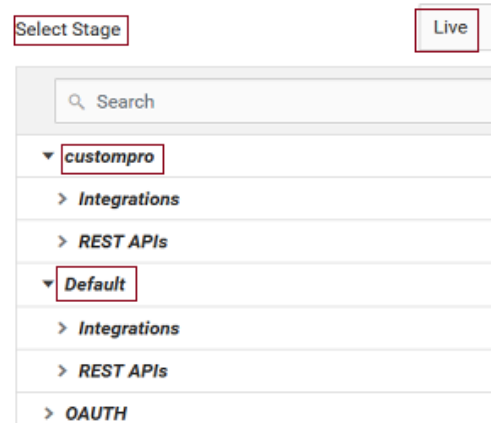 Select Stage Live
Search
custompro
Integrations
REST APIs
Default
Integrations
REST APIs
OAUTH